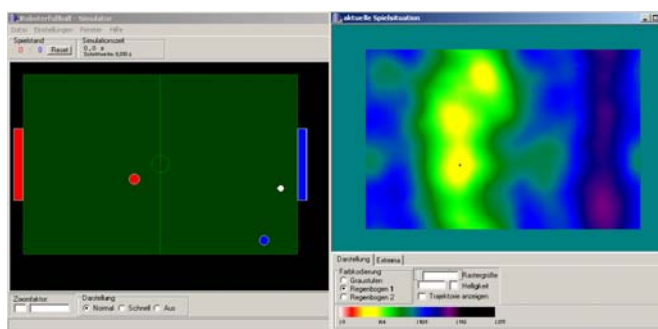 Roboterfußball - Simulator
Datei Einstellungen Fenster Hilfe
Spielstand
0 : 0 Reset
Simulationszeit
0,0 s
Zoomfaktor
Darstellung
Normal Schnell Aus
aktuelle Spielsituation
Darstellung Extrema
Farbkodierung
Graustufen
Regenbogen 1
Regenbogen 2
Rastergröße
Helligkeit
Trajektorie anzeigen